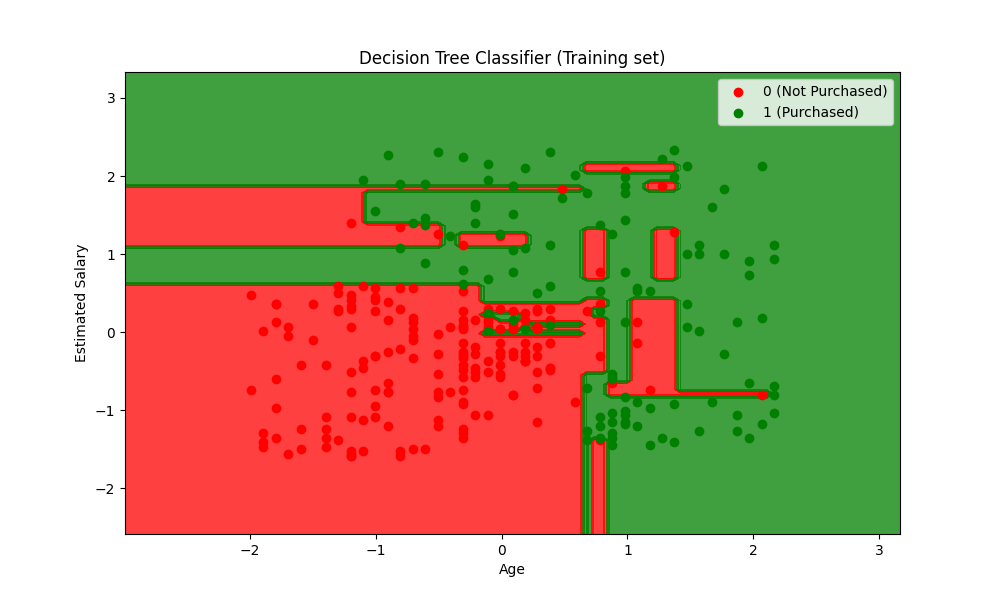 Decision Tree Classifier (Training set)
0 (Not Purchased)
1 (Purchased)
3
2
1
0
−1
−2
Estimated Salary
−2 −1 0 1 2 3
Age